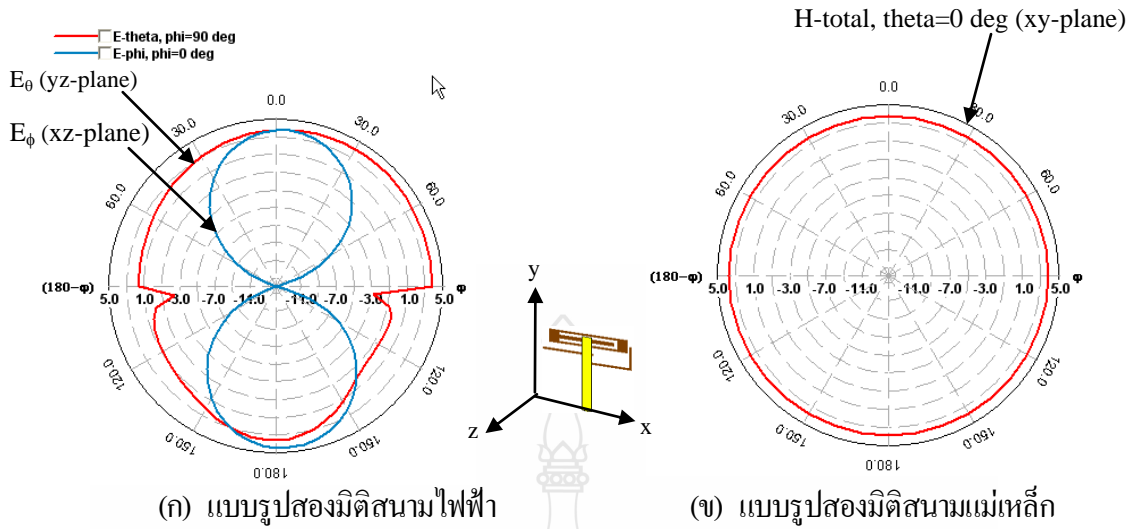 H-total, theta=0 deg (xy-plane)
E-theta, phi=90 deg
E-phi, phi=0 deg
Eθ (yz-plane)
Eϕ (xz-plane)
0.0
30.0
30.0
60.0
60.0
(180-φ)
5.0 1.0 -3.0 -7.0 -11.0 -11.0 -7.0 -3.0 1.0 5.0
φ
120.0
120.0
150.0
150.0
180.0
y
z
x
0.0
30.0
30.0
60.0
60.0
(180-φ)
5.0 1.0 -3.0 -7.0 -11.0 -11.0 -7.0 -3.0 1.0 5.0
φ
120.0
120.0
150.0
150.0
180.0
(ก) แบบรูปสองมิติสนามไฟฟ้า
(ข) แบบรูปสองมิติสนามแม่เหล็ก